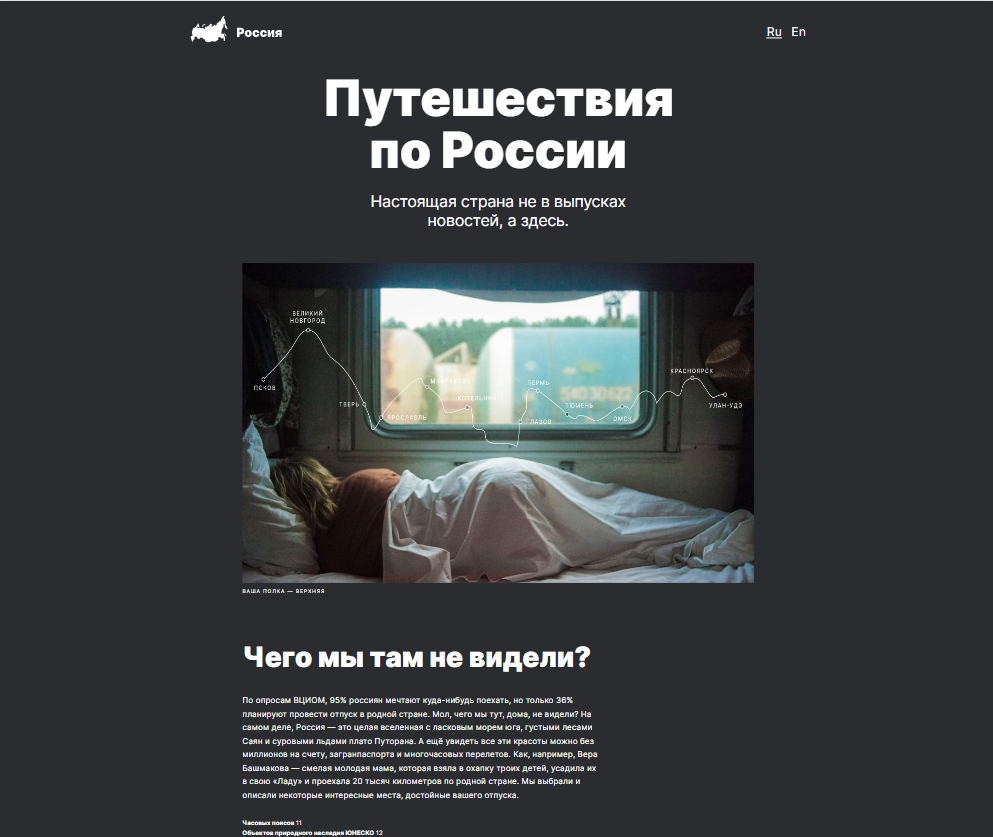 Россия
Ru En
Путешествия
по России
Настоящая страна не в выпусках
новостей, а здесь.
ВЕЛИКИЙ
НОВГОРОД
ПСКОВ
ТВЕРЬ
ЯРОСЛАВЛЬ
КОТЕЛЬНИЧ
ПЕРМЬ
ГЛАЗОВ
ТЮМЕНЬ
ОМСК
КРАСНОЯРСК
УЛАН-УДЭ
ВАША ПОЛКА — ВЕРХНЯЯ
Чего мы там не видели?
По опросам ВЦИОМ, 95% россиян мечтают куда-нибудь поехать, но только 36%
планируют провести отпуск в родной стране. Мол, чего мы тут, дома, не видели? На
самом деле, Россия — это целая вселенная с ласковым морем юга, густыми лесами
Саян и суровыми льдами плато Путорана. А ещё увидеть все эти красоты можно без
миллионов на счету, загранпаспорта и многочасовых перелетов. Как, например, Вера
Башмакова — смелая молодая мама, которая взяла в охапку троих детей, усадила их
в свою «Ладу» и проехала 20 тысяч километров по родной стране. Мы выбрали и
описали некоторые интересные места, достойные вашего отпуска.
Часовых поясов 11
Объектов природного наследия ЮНЕСКО 12